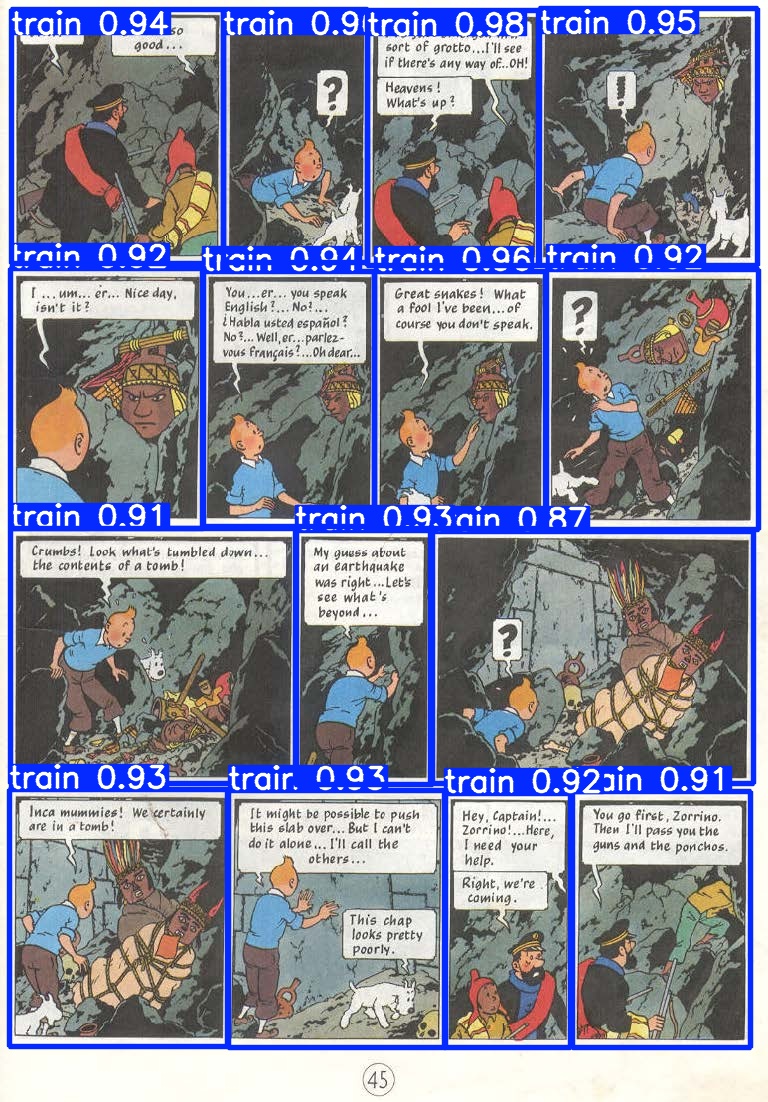 train 0.94
train 0.9
train 0.98
train 0.95
so
good...
?
sort of grotto...I'll see
if there's any way of...OH!
Heavens!
What's up?
!
train 0.92
train 0.94
train 0.96
train 0.92
I ... um... er... Nice day,
isn't it?
You...er... you speak
English?...No?...
¿Habla usted español?
No?... Well, er...parlez-
vous français?...Oh dear...
Great snakes! What
a fool I've been...of
course you don't speak.
?
train 0.91
train 0.93
ain 0.87
Crumbs! Look what's tumbled down...
the contents of a tomb!
My guess about
an earthquake
was right...Let's
see what's
beyond...
?
train 0.93
train 0.93
train 0.92
ain 0.91
Inca mummies! We certainly
are in a tomb!
It might be possible to push
this slab over...But I can't
do it alone... I'll call the
others...
This chap
looks pretty
poorly.
Hey, Captain!...
Zorrino!...Here,
I need your
help.
Right, we're
coming.
You go first, Zorrino.
Then I'll pass you the
guns and the ponchos.
45